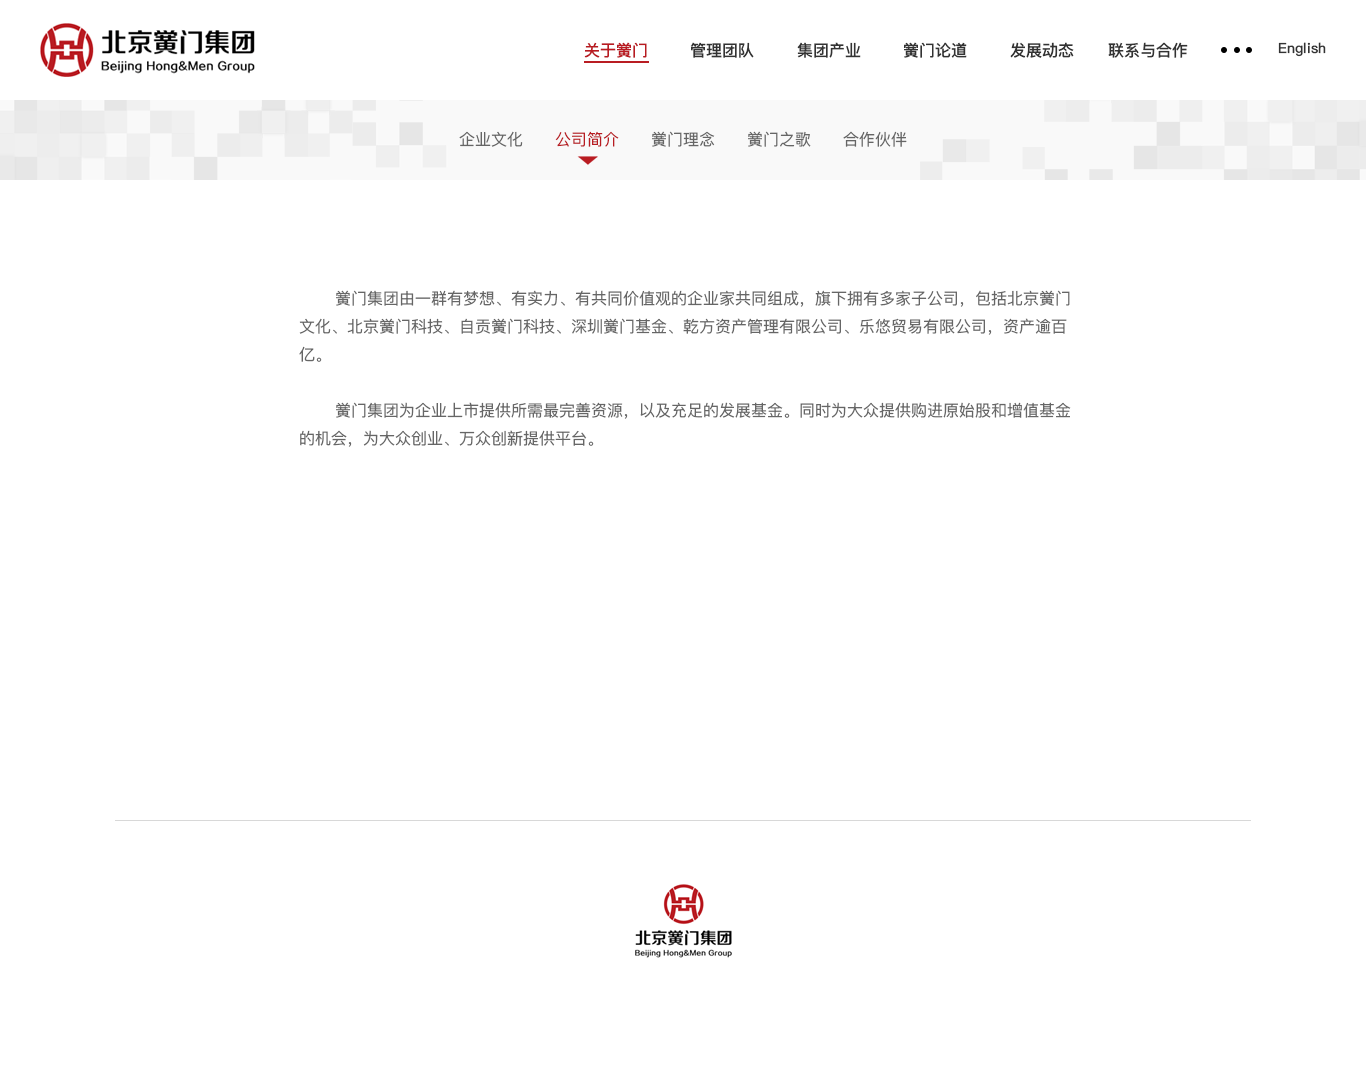 北京黉门集团
Beijing Hong&Men Group
关于黉门 管理团队 集团产业 黉门论道 发展动态 联系与合作 English
企业文化 公司简介 黉门理念 黉门之歌 合作伙伴
黉门集团由一群有梦想、有实力、有共同价值观的企业家共同组成，旗下拥有多家子公司，包括北京黉门
文化、北京黉门科技、自贡黉门科技、深圳黉门基金、乾方资产管理有限公司、乐悠贸易有限公司，资产逾百
亿。
黉门集团为企业上市提供所需最完善资源，以及充足的发展基金。同时为大众提供购进原始股和增值基金
的机会，为大众创业、万众创新提供平台。
北京黉门集团
Beijing Hong&Men Group